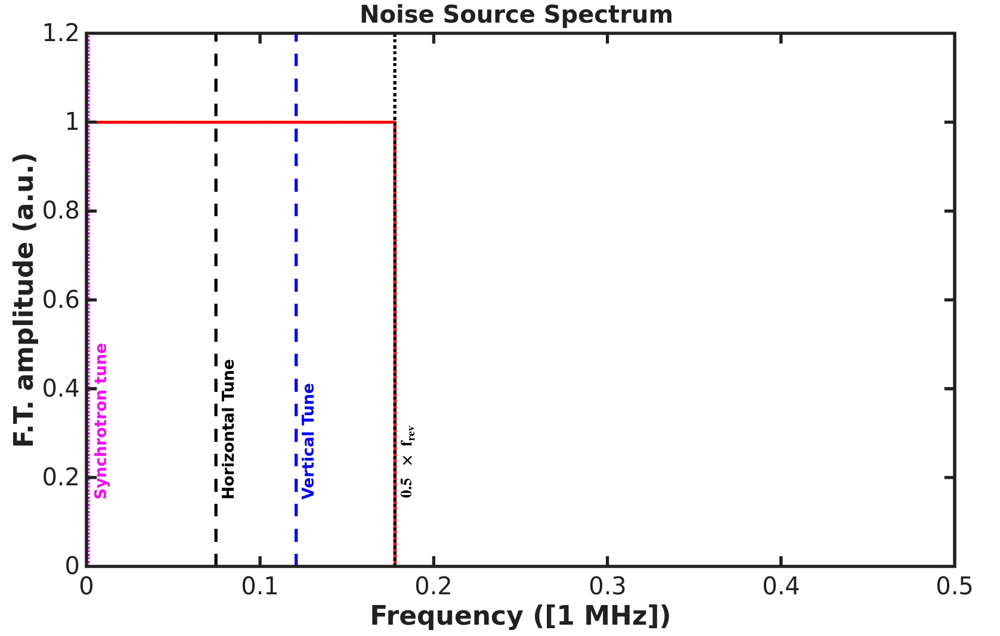 Noise Source Spectrum
F.T. amplitude (a.u.)
1.2
1
0.8
0.6
0.4
0.2
0
Synchrotron tune
Horizontal Tune
Vertical Tune
0.5 × f_rev
0 0.1 0.2 0.3 0.4 0.5
Frequency ([1 MHz])